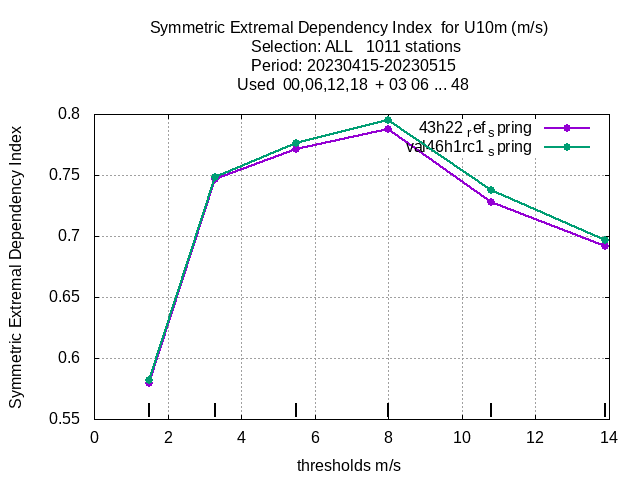 Symmetric Extremal Dependency Index  for U10m (m/s)
Selection: ALL   1011 stations
Period: 20230415-20230515
Used  00,06,12,18  + 03 06 ... 48
43h22 ref spring
val46h1rc1 spring
Symmetric Extremal Dependency Index
0.8
0.75
0.7
0.65
0.6
0.55
0 2 4 6 8 10 12 14
thresholds m/s